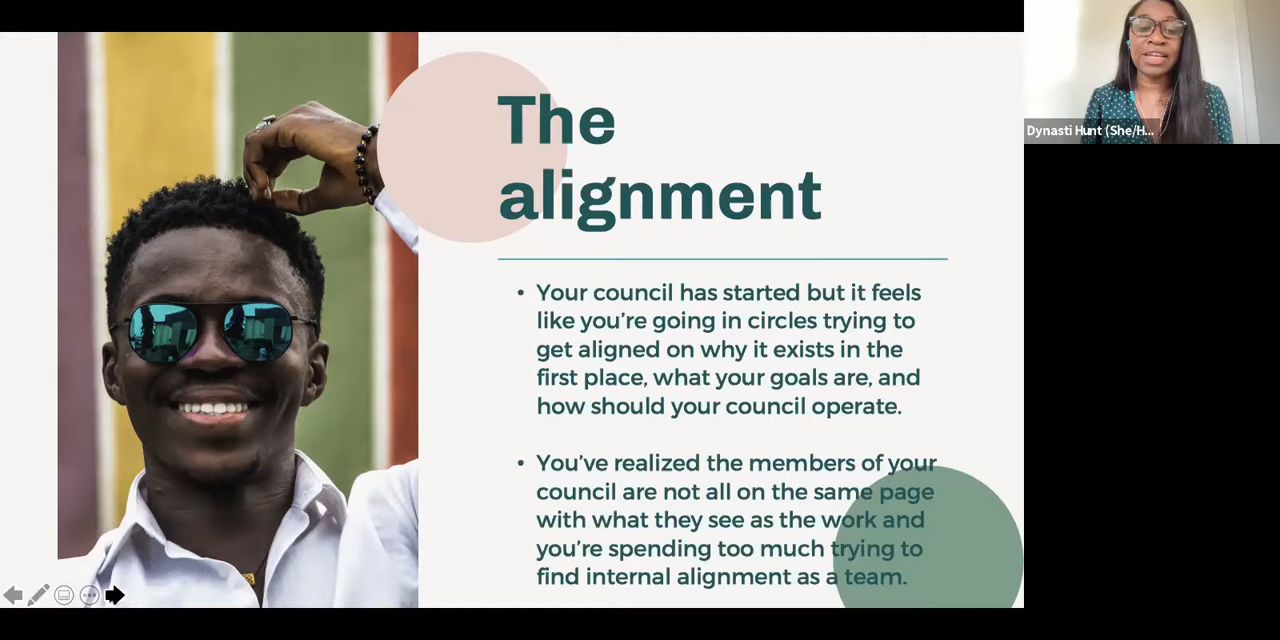 The
alignment
• Your council has started but it feels
like you're going in circles trying to
get aligned on why it exists in the
first place, what your goals are, and
how should your council operate.
• You've realized the members of your
council are not all on the same page
with what they see as the work and
you're spending too much trying to
find internal alignment as a team.
Dynasti Hunt (She/H...